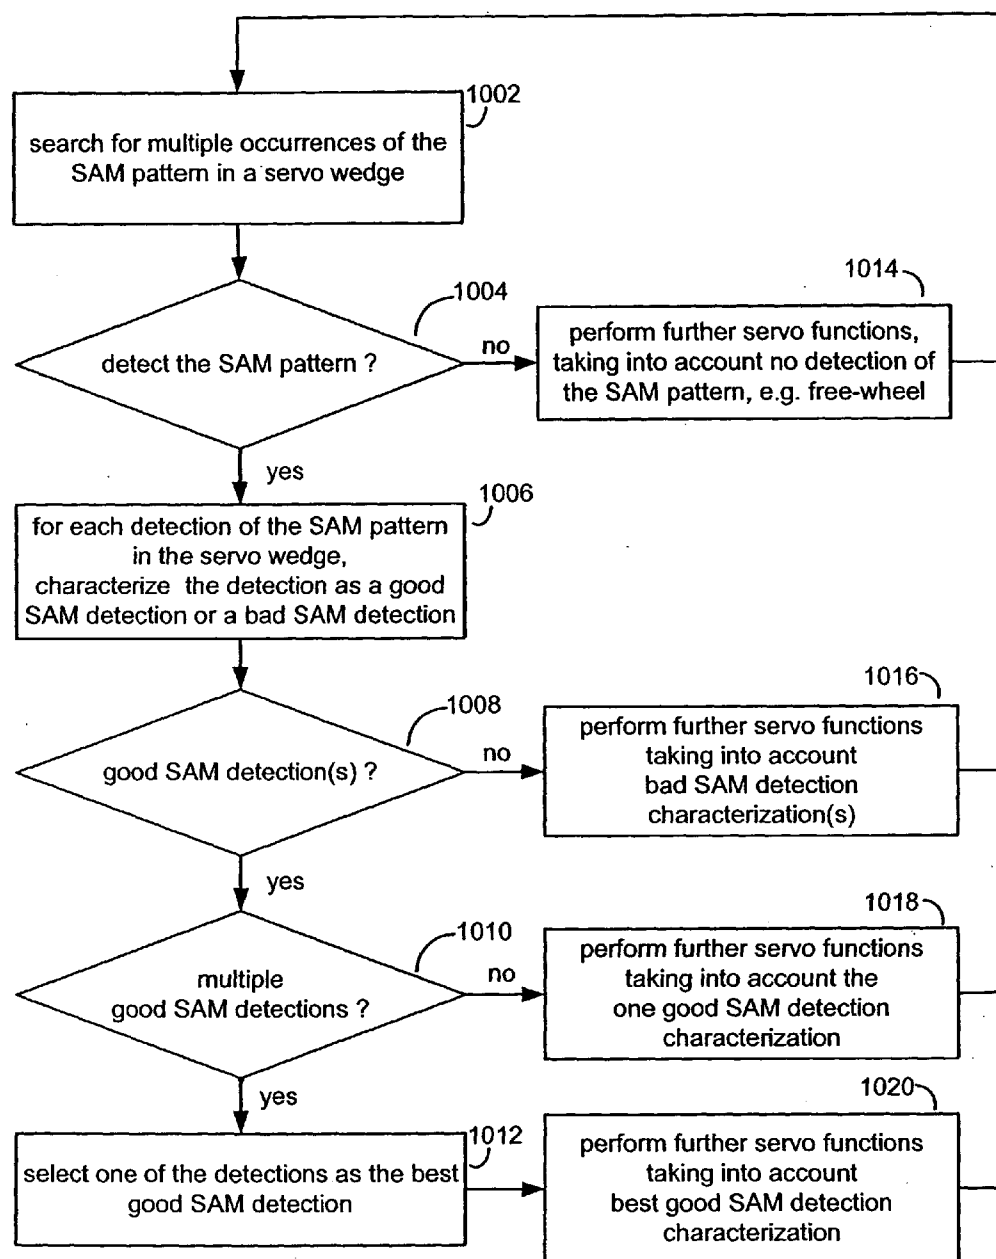 1002
search for multiple occurrences of the
SAM pattern in a servo wedge
1004
detect the SAM pattern ?
no
1014
perform further servo functions,
taking into account no detection of
the SAM pattern, e.g. free-wheel
yes
1006
for each detection of the SAM pattern
in the servo wedge,
characterize the detection as a good
SAM detection or a bad SAM detection
1008
good SAM detection(s) ?
no
1016
perform further servo functions
taking into account
bad SAM detection
characterization(s)
yes
1010
multiple
good SAM detections ?
no
1018
perform further servo functions
taking into account the
one good SAM detection
characterization
yes
1012
select one of the detections as the best
good SAM detection
1020
perform further servo functions
taking into account
best good SAM detection
characterization